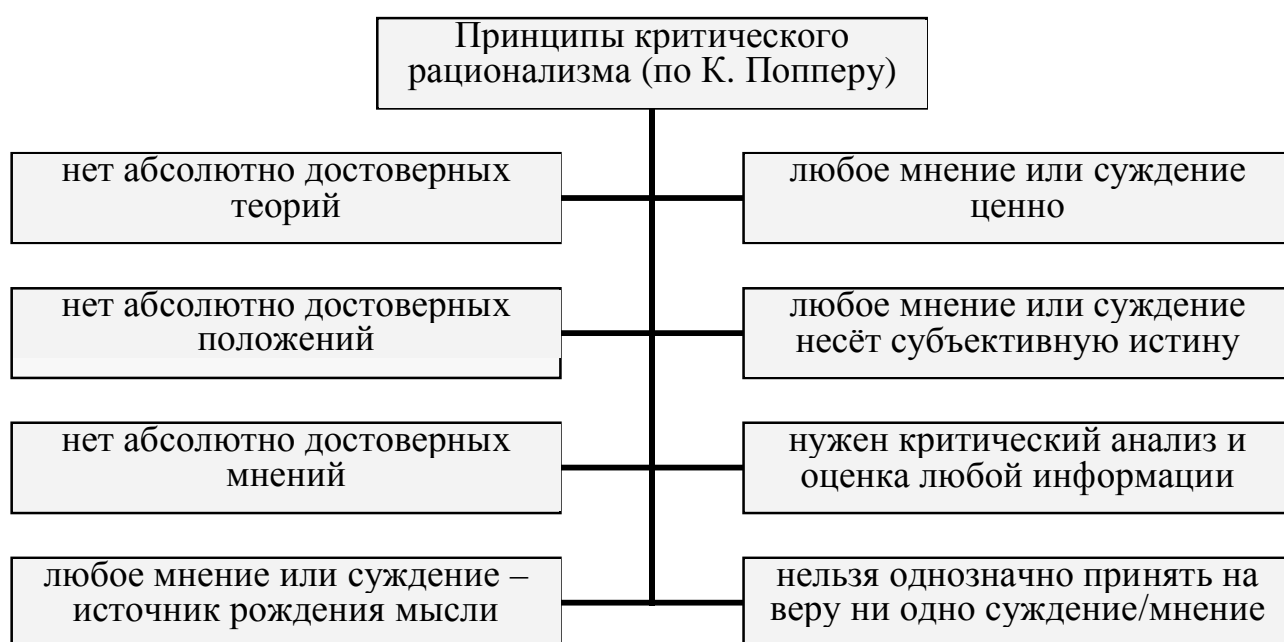 Принципы критического
рационализма (по К. Попперу)
нет абсолютно достоверных
теорий
любое мнение или суждение
ценно
нет абсолютно достоверных
положений
любое мнение или суждение
несёт субъективную истину
нет абсолютно достоверных
мнений
нужен критический анализ и
оценка любой информации
любое мнение или суждение –
источник рождения мысли
нельзя однозначно принять на
веру ни одно суждение/мнение